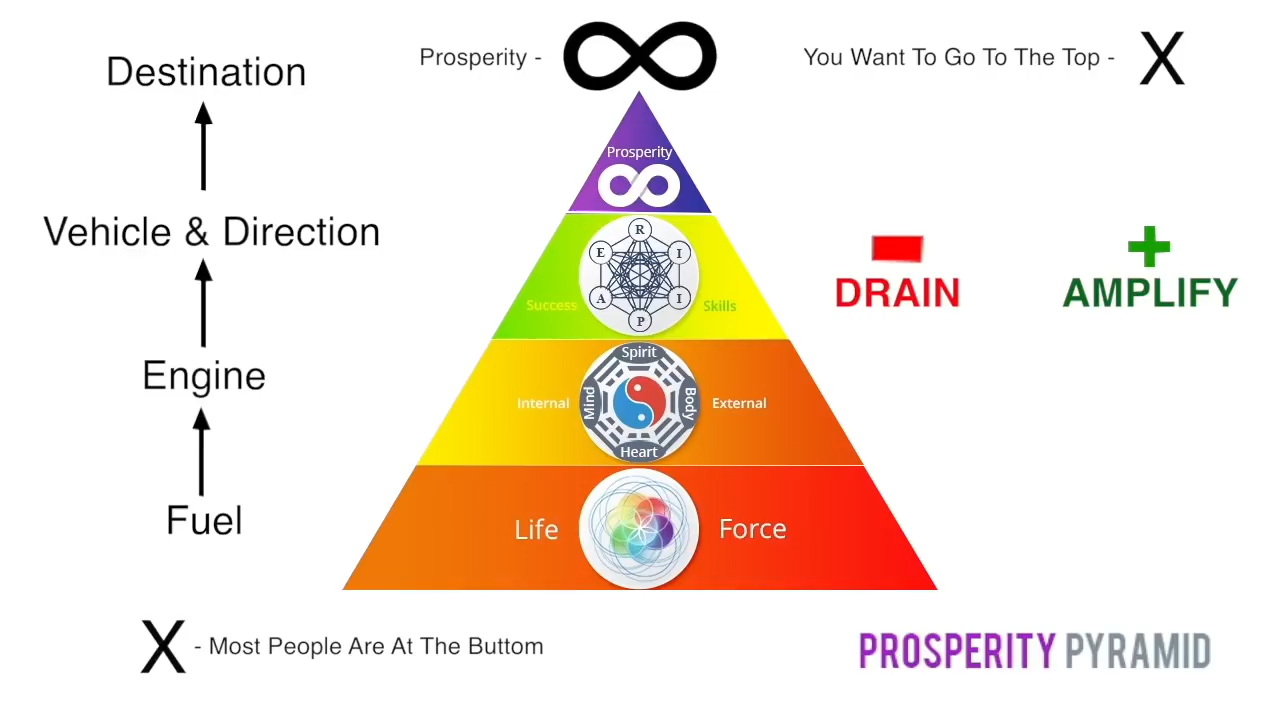 Destination
Prosperity -
You Want To Go To The Top - X
Prosperity
Vehicle & Direction
R
E I
A I
P
Success Skills
DRAIN
AMPLIFY
Engine
Spirit
Internal Mind Body External
Heart
Fuel
Life Force
X - Most People Are At The Buttom
PROSPERITY PYRAMID